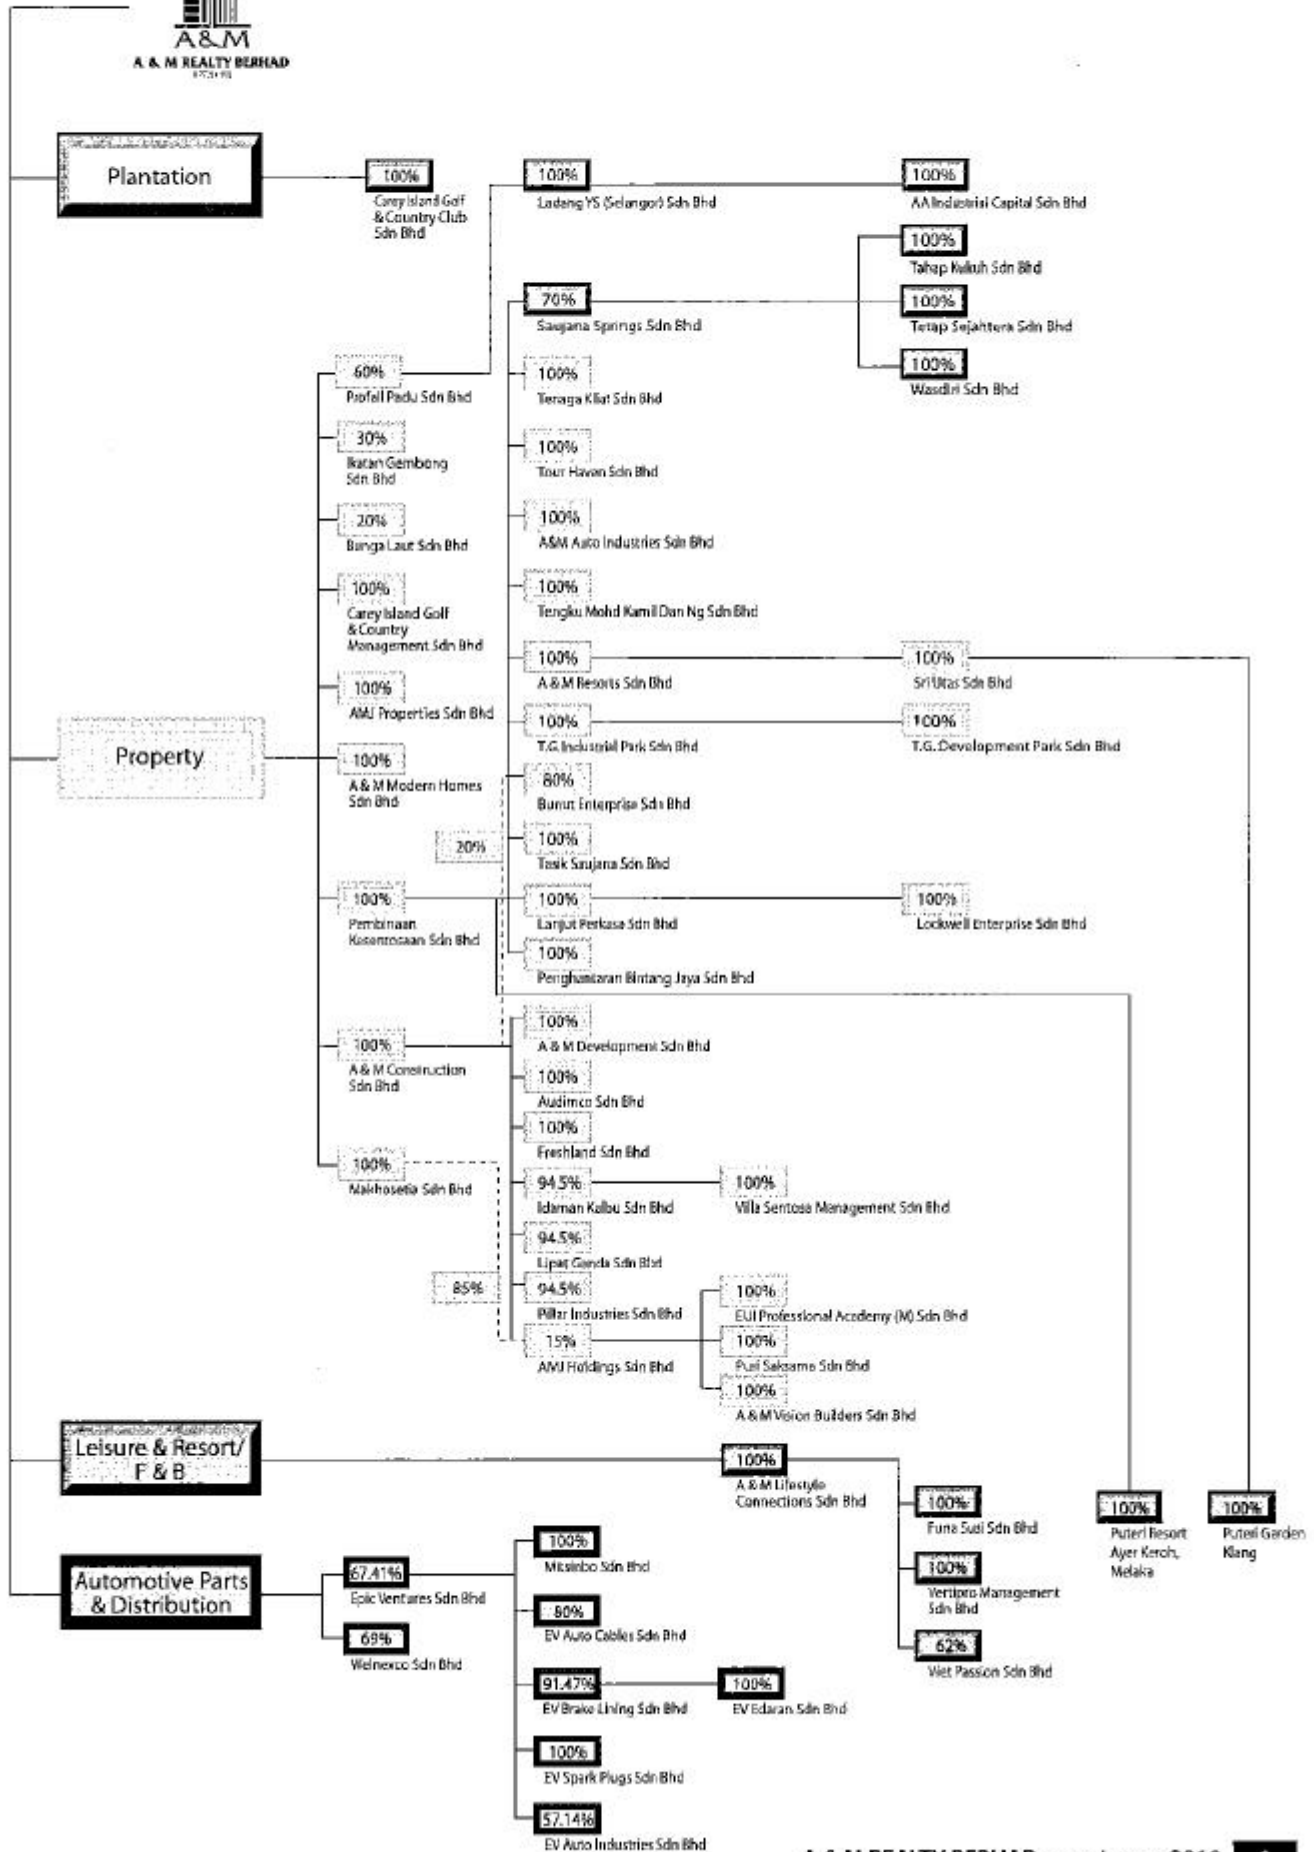 A&M
A & M REALTY BERHAD
Plantation
100%
Carey Island Golf
& Country Club
Sdn Bhd
100%
Ladang YS (Selangor) Sdn Bhd
100%
AA Industrial Capital Sdn Bhd
100%
Tahap Kukuh Sdn Bhd
70%
Saujana Springs Sdn Bhd
100%
Tetap Sejahtera Sdn Bhd
100%
Wasdiri Sdn Bhd
60%
Profail Padu Sdn Bhd
100%
Tenaga Kilat Sdn Bhd
30%
Ikatan Gembong
Sdn Bhd
100%
Tour Haven Sdn Bhd
20%
Bunga Laut Sdn Bhd
100%
A&M Auto Industries Sdn Bhd
100%
Carey Island Golf
& Country
Management Sdn Bhd
100%
Tengku Mohd Kamil Dan Ng Sdn Bhd
100%
A & M Resorts Sdn Bhd
100%
Sri Utas Sdn Bhd
100%
AMJ Properties Sdn Bhd
100%
T.G. Industrial Park Sdn Bhd
100%
T.G. Development Park Sdn Bhd
Property
100%
A & M Modern Homes
Sdn Bhd
80%
Bunut Enterprise Sdn Bhd
20%
100%
Tasik Saujana Sdn Bhd
100%
Pembinaan
Kesentosaan Sdn Bhd
100%
Lanjut Perkasa Sdn Bhd
100%
Lockwell Enterprise Sdn Bhd
100%
Penghantaran Bintang Jaya Sdn Bhd
100%
A & M Construction
Sdn Bhd
100%
A & M Development Sdn Bhd
100%
Audimco Sdn Bhd
100%
Freshland Sdn Bhd
100%
Makhosetia Sdn Bhd
94.5%
Idaman Kalbu Sdn Bhd
100%
Villa Sentosa Management Sdn Bhd
94.5%
Lipat Ganda Sdn Bhd
85%
94.5%
Pillar Industries Sdn Bhd
100%
EUI Professional Academy (M) Sdn Bhd
15%
AMJ Holdings Sdn Bhd
100%
Puri Saksama Sdn Bhd
100%
A & M Vision Builders Sdn Bhd
Leisure & Resort/
F & B
100%
A & M Lifestyle
Connections Sdn Bhd
100%
Funa Susi Sdn Bhd
100%
Vertipro Management
Sdn Bhd
62%
Viet Passion Sdn Bhd
100%
Puteri Resort
Ayer Keroh,
Melaka
100%
Puteri Garden
Klang
Automotive Parts
& Distribution
67.41%
Epic Ventures Sdn Bhd
69%
Welnexco Sdn Bhd
100%
Mitsinbo Sdn Bhd
80%
EV Auto Cables Sdn Bhd
91.47%
EV Brake Lining Sdn Bhd
100%
EV Edaran Sdn Bhd
100%
EV Spark Plugs Sdn Bhd
57.14%
EV Auto Industries Sdn Bhd